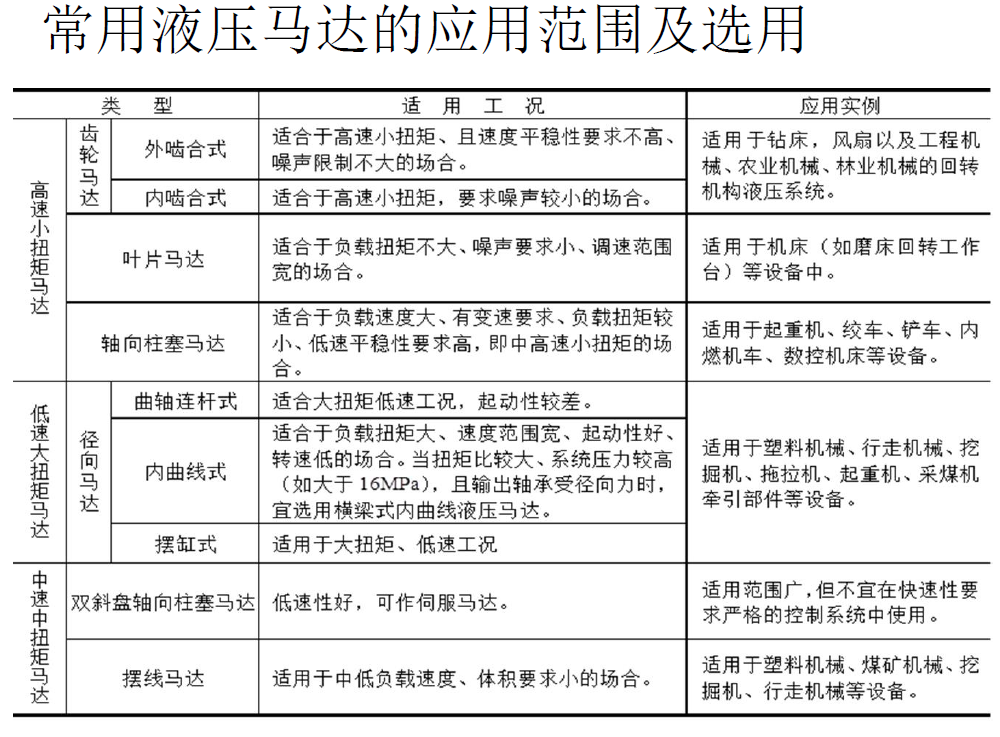 常用液压马达的应用范围及选用
类 型
适 用 工 况
应用实例
高速小扭矩马达
齿轮马达
外啮合式
适合于高速小扭矩、且速度平稳性要求不高、
噪声限制不大的场合。
适用于钻床，风扇以及工程机
械、农业机械、林业机械的回转
机构液压系统。
内啮合式
适合于高速小扭矩，要求噪声较小的场合。
叶片马达
适合于负载扭矩不大、噪声要求小、调速范围
宽的场合。
适用于机床（如磨床回转工作
台）等设备中。
轴向柱塞马达
适合于负载速度大、有变速要求、负载扭矩较
小、低速平稳性要求高，即中高速小扭矩的场
合。
适用于起重机、绞车、铲车、内
燃机车、数控机床等设备。
低速大扭矩马达
径向马达
曲轴连杆式
适合大扭矩低速工况，起动性较差。
内曲线式
适合于负载扭矩大、速度范围宽、起动性好、
转速低的场合。当扭矩比较大、系统压力较高
（如大于 16MPa），且输出轴承受径向力时，
宜选用横梁式内曲线液压马达。
适用于塑料机械、行走机械、挖
掘机、拖拉机、起重机、采煤机
牵引部件等设备。
摆缸式
适用于大扭矩、低速工况
中速中扭矩马达
双斜盘轴向柱塞马达
低速性好，可作伺服马达。
适用范围广，但不宜在快速性要
求严格的控制系统中使用。
摆线马达
适用于中低负载速度、体积要求小的场合。
适用于塑料机械、煤矿机械、挖
掘机、行走机械等设备。